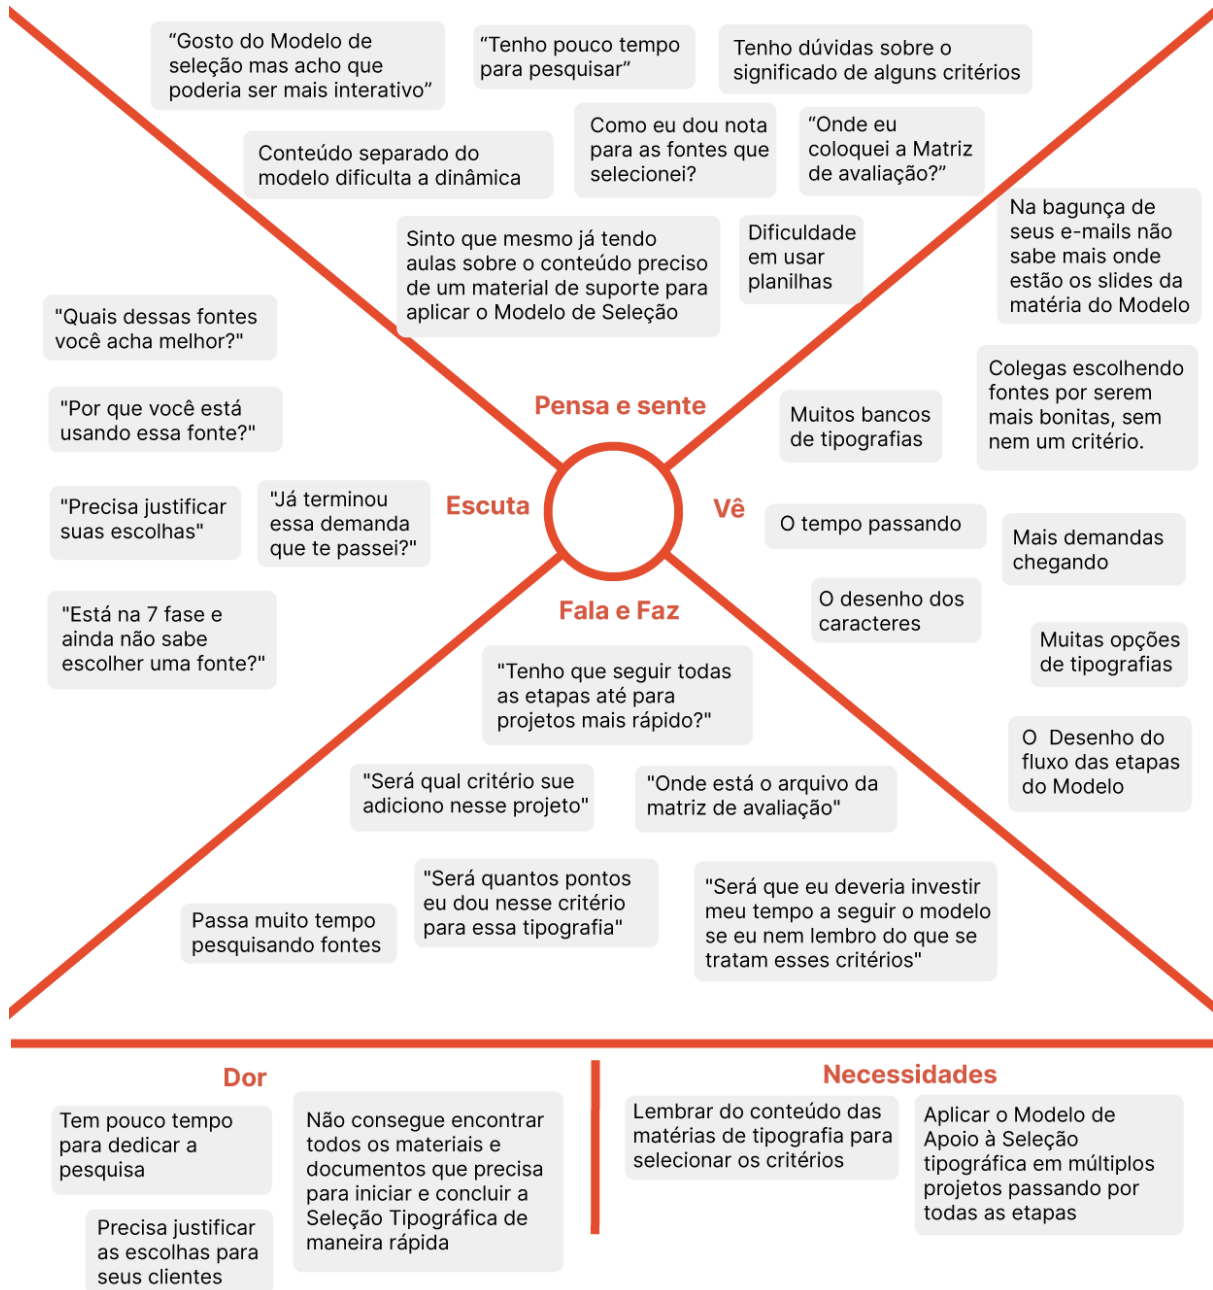 “Gosto do Modelo de
seleção mas acho que
poderia ser mais interativo”
“Tenho pouco tempo
para pesquisar”
Tenho dúvidas sobre o
significado de alguns critérios
Conteúdo separado do
modelo dificulta a dinâmica
Como eu dou nota
para as fontes que
selecionei?
“Onde eu
coloquei a Matriz
de avaliação?”
Sinto que mesmo já tendo
aulas sobre o conteúdo preciso
de um material de suporte para
aplicar o Modelo de Seleção
Dificuldade
em usar
planilhas
Pensa e sente
"Quais dessas fontes
você acha melhor?"
"Por que você está
usando essa fonte?"
"Precisa justificar
suas escolhas"
"Já terminou
essa demanda
que te passei?"
"Está na 7 fase e
ainda não sabe
escolher uma fonte?"
Escuta
Vê
Na bagunça de
seus e-mails não
sabe mais onde
estão os slides da
matéria do Modelo
Colegas escolhendo
fontes por serem
mais bonitas, sem
nem um critério.
Muitos bancos
de tipografias
O tempo passando
Mais demandas
chegando
O desenho dos
caracteres
Muitas opções
de tipografias
O Desenho do
fluxo das etapas
do Modelo
Fala e Faz
"Tenho que seguir todas
as etapas até para
projetos mais rápido?"
"Será qual critério sue
adiciono nesse projeto"
"Onde está o arquivo da
matriz de avaliação"
Passa muito tempo
pesquisando fontes
"Será quantos pontos
eu dou nesse critério
para essa tipografia"
"Será que eu deveria investir
meu tempo a seguir o modelo
se eu nem lembro do que se
tratam esses critérios"
Dor
Tem pouco tempo
para dedicar a
pesquisa
Precisa justificar
as escolhas para
seus clientes
Não consegue encontrar
todos os materiais e
documentos que precisa
para iniciar e concluir a
Seleção Tipográfica de
maneira rápida
Necessidades
Lembrar do conteúdo das
matérias de tipografia para
selecionar os critérios
Aplicar o Modelo de
Apoio à Seleção
tipográfica em múltiplos
projetos passando por
todas as etapas